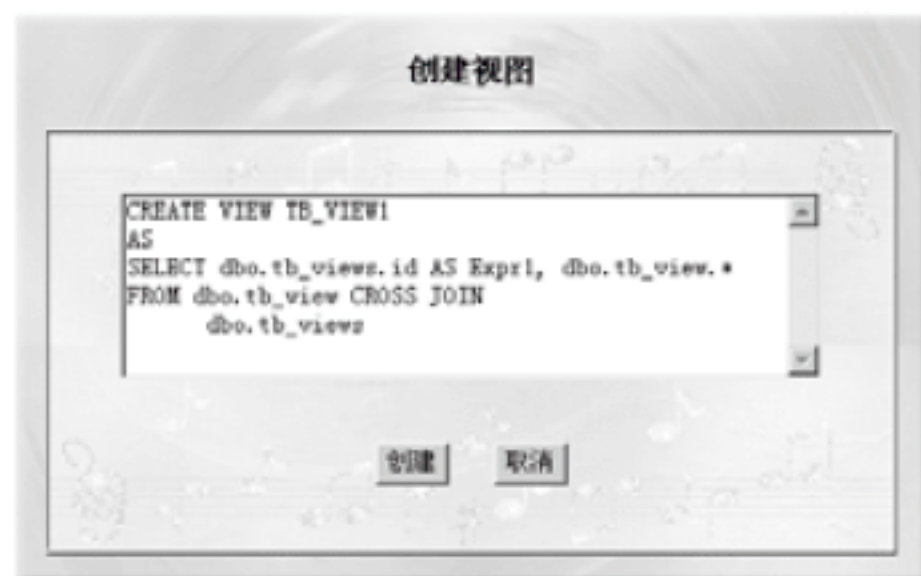 创建视图
CREATE VIEW TB_VIEW1
AS
SELECT dbo.tb_views.id AS Expr1, dbo.tb_view.*
FROM dbo.tb_view CROSS JOIN
dbo.tb_views
创建 取消